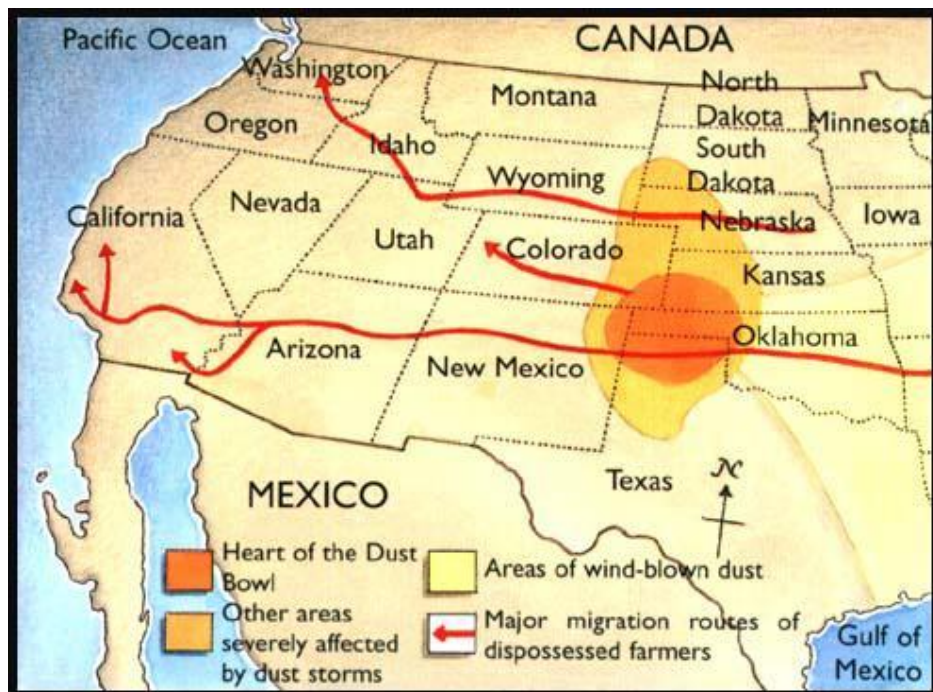 Pacific Ocean
CANADA
Washington
Montana
North
Dakota
Minnesota
Oregon
Idaho
South
Dakota
Wyoming
California
Nevada
Nebraska
Iowa
Utah
Colorado
Kansas
Oklahoma
Arizona
New Mexico
Texas
N
MEXICO
Heart of the Dust
Bowl
Areas of wind-blown dust
Other areas
severely affected
by dust storms
Major migration routes of
dispossessed farmers
Gulf of
Mexico